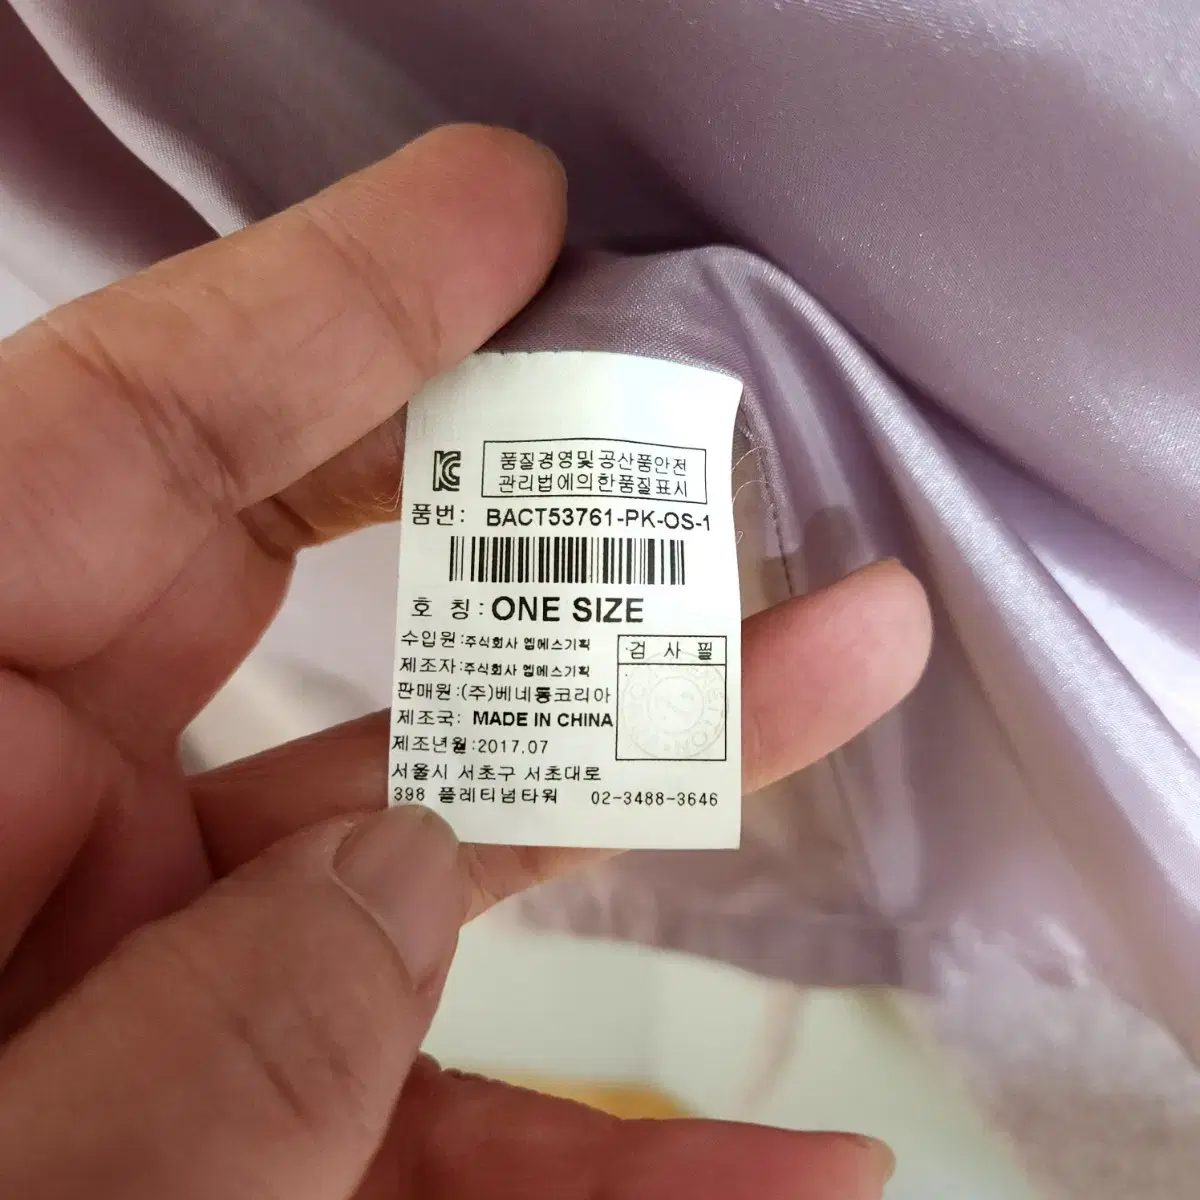 품질경영및공산품안전
관리법에의한품질표시
품번: BACT53761-PK-OS-1
호 칭: ONE SIZE
수입원:주식회사 엠에스기획
제조자:주식회사 엠에스기획
검 사 필
판매원:(주)베네통코리아
제조국: MADE IN CHINA
제조년월:2017.07
서울시 서초구 서초대로
398 플레티넘타워 02-3488-3646